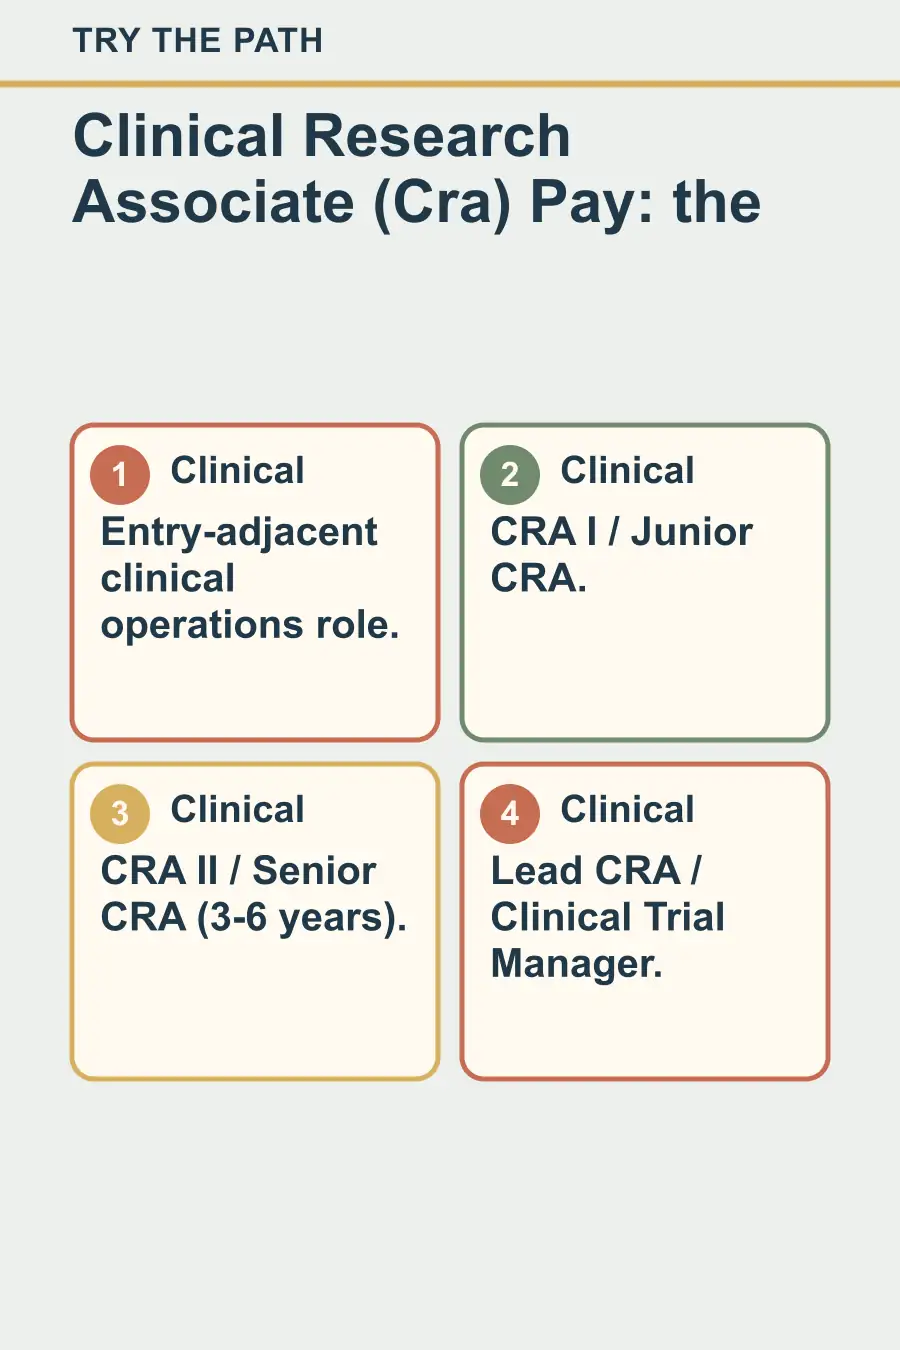 TRY THE PATH
Clinical Research
Associate (Cra) Pay: the
1 Clinical
Entry-adjacent
clinical
operations role.
2 Clinical
CRA I / Junior
CRA.
3 Clinical
CRA II / Senior
CRA (3-6 years).
4 Clinical
Lead CRA /
Clinical Trial
Manager.